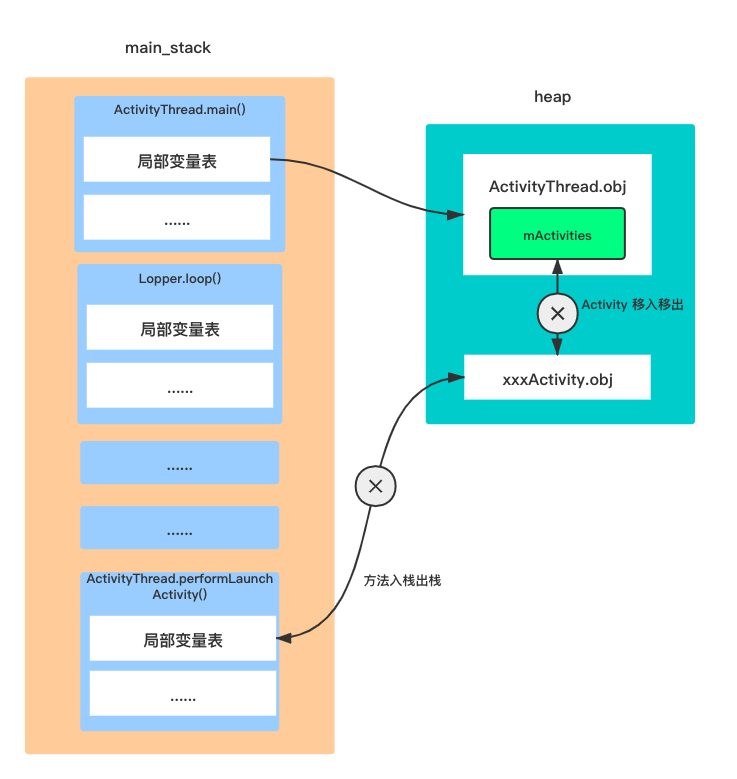 main_stack
ActivityThread.main()
局部变量表
......
Lopper.loop()
局部变量表
......
......
......
ActivityThread.performLaunch
Activity()
局部变量表
......
heap
ActivityThread.obj
mActivities
Activity 移入移出
xxxActivity.obj
方法入栈出栈